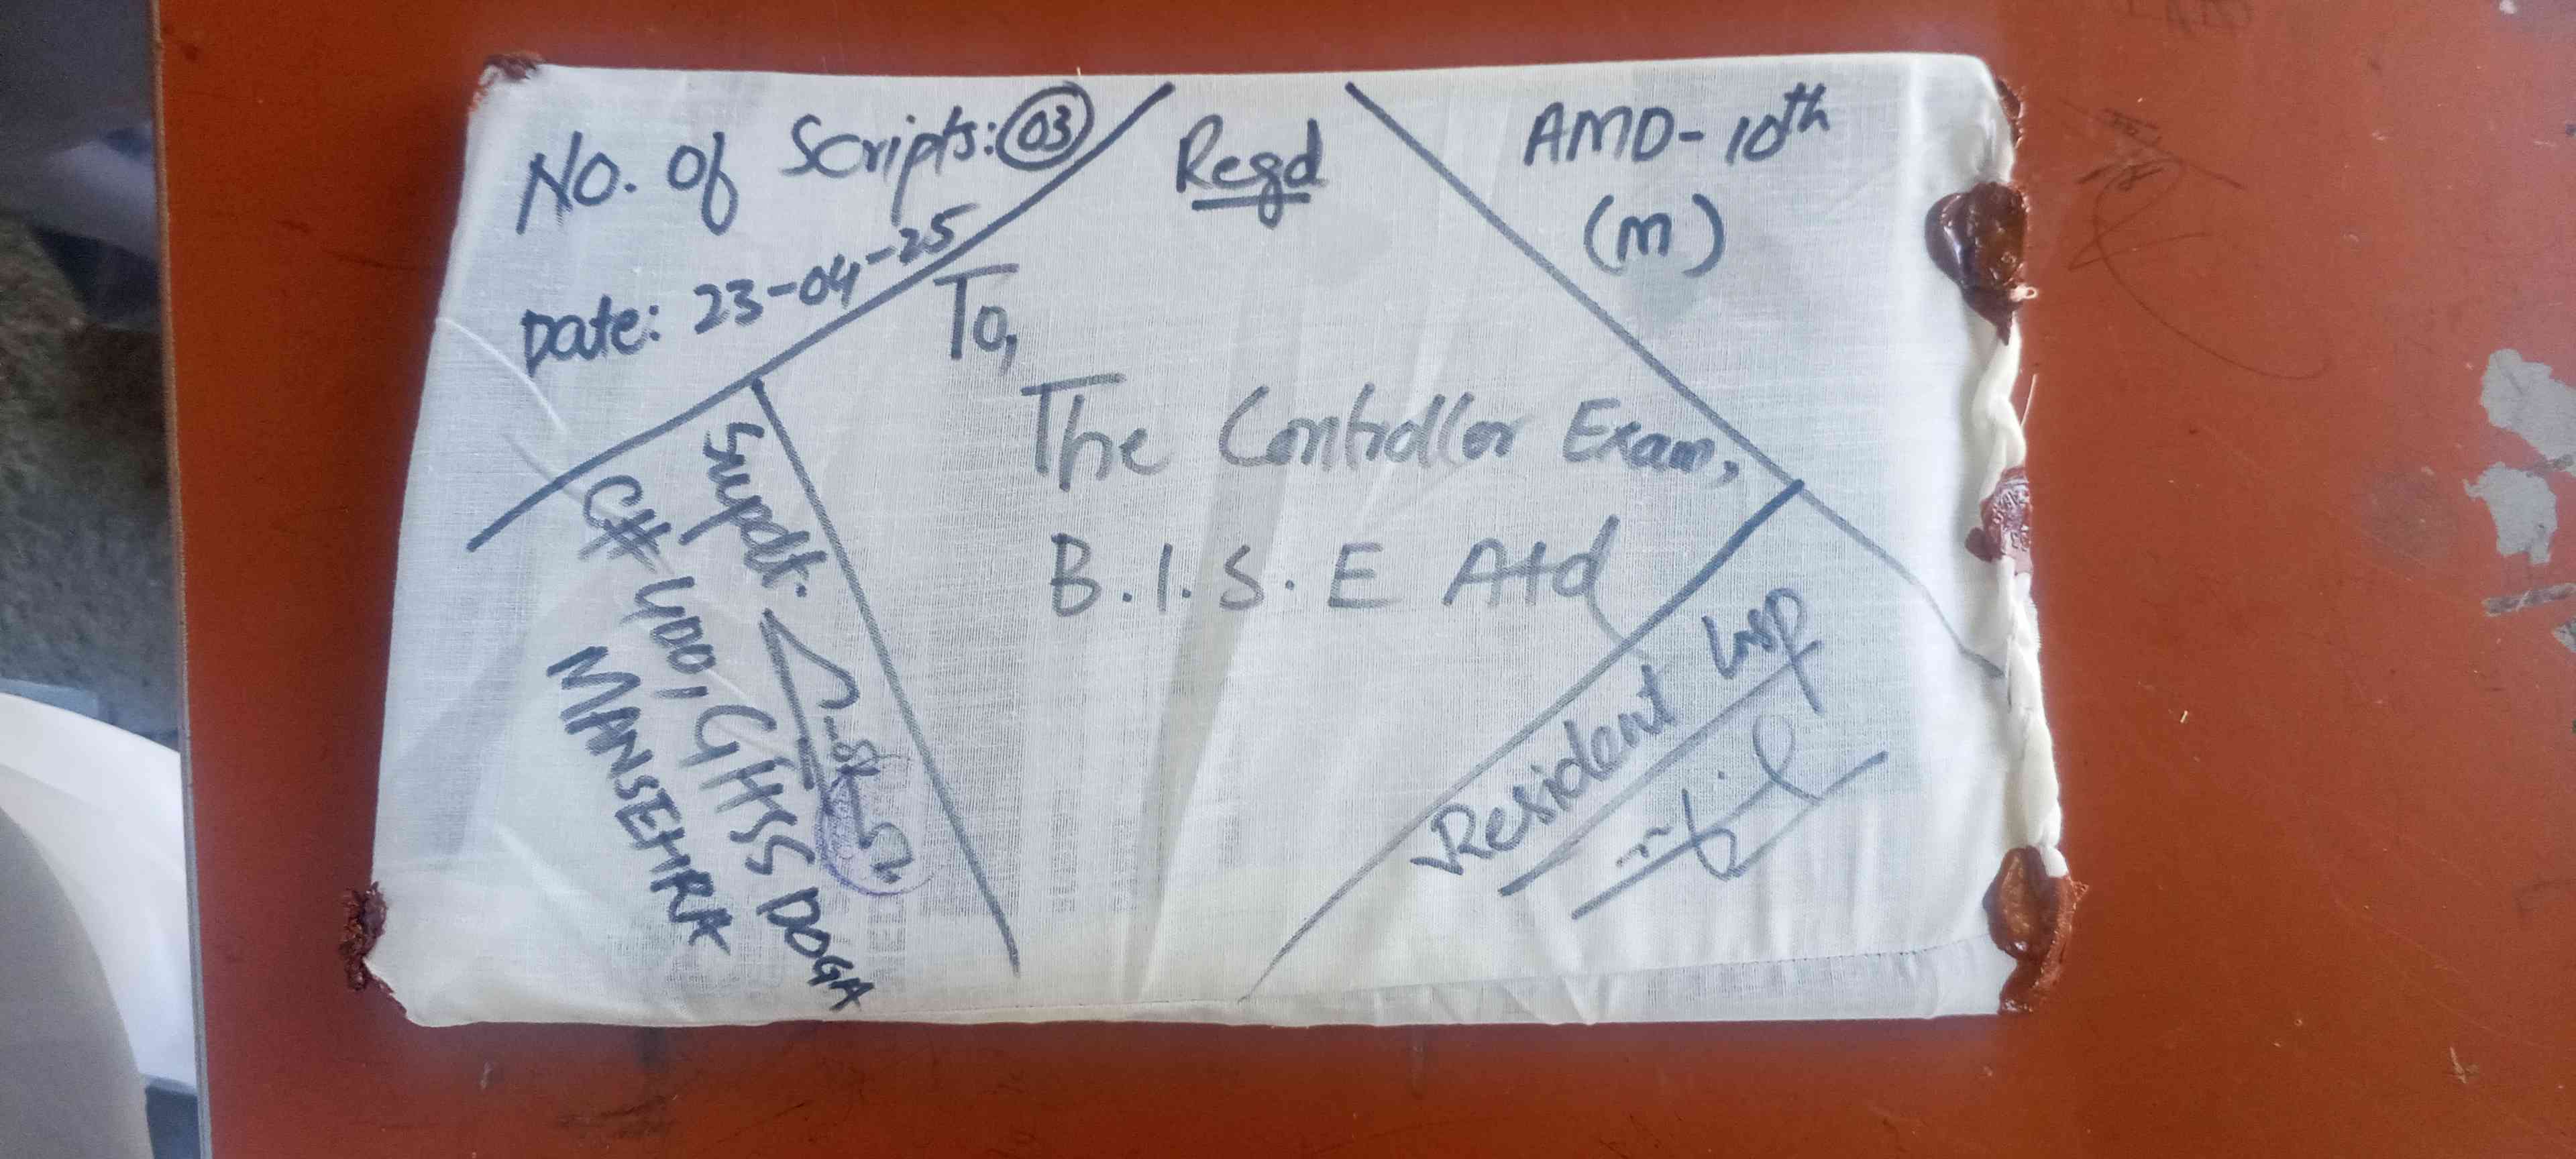 No. of Scripts: 03
Date: 23-04-25
Regd
AMD- 10th
(m)
To,
The Controller Exam,
B.I.S.E Atd
Supdt.
C# 400, GHSS DOGA
MANSEHRA
Resident Insp